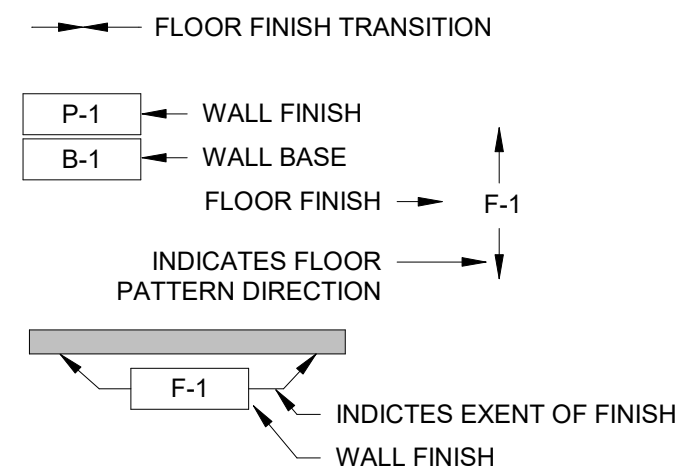 FLOOR FINISH TRANSITION
P-1 WALL FINISH
B-1 WALL BASE
FLOOR FINISH F-1
INDICATES FLOOR
PATTERN DIRECTION
F-1
INDICTES EXENT OF FINISH
WALL FINISH